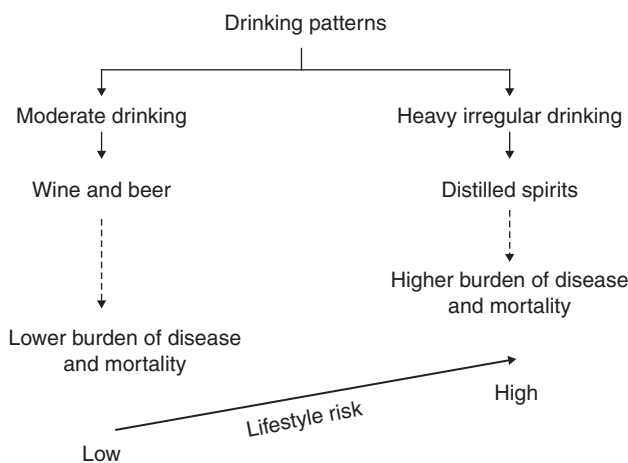 Drinking patterns
Moderate drinking
Heavy irregular drinking
Wine and beer
Distilled spirits
Higher burden of disease
and mortality
Lower burden of disease
and mortality
High
Lifestyle risk
Low